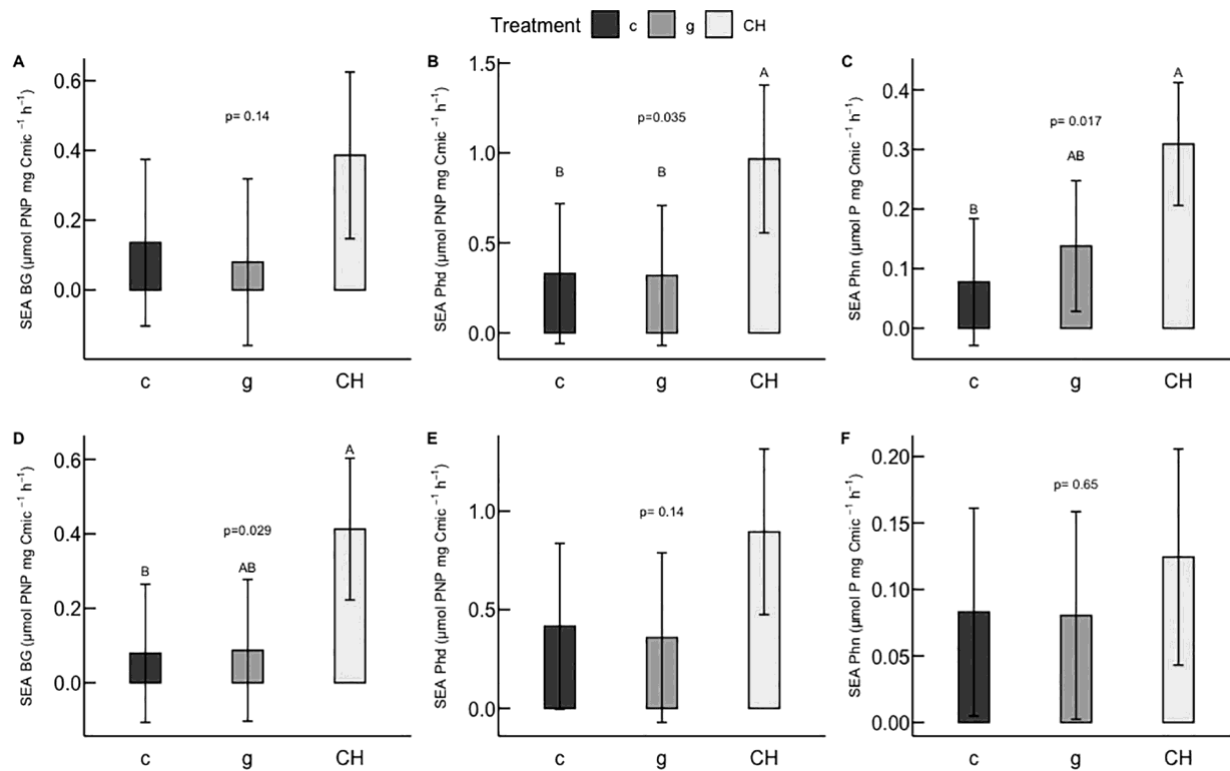 Treatment c g CH
A
SEA BG (µmol PNP mg Cmic ⁻¹ h⁻¹)
0.6
0.4
0.2
0.0
p= 0.14
c g CH
B
SEA Phd (µmol PNP mg Cmic ⁻¹ h⁻¹)
1.5
1.0
0.5
0.0
A
p=0.035
B B
c g CH
C
SEA Phn (µmol P mg Cmic ⁻¹ h⁻¹)
0.4
0.3
0.2
0.1
0.0
A
p= 0.017
AB
B
c g CH
D
SEA BG (µmol PNP mg Cmic ⁻¹ h⁻¹)
0.6
0.4
0.2
0.0
A
p=0.029
B AB
c g CH
E
SEA Phd (µmol PNP mg Cmic ⁻¹ h⁻¹)
1.0
0.5
0.0
p= 0.14
c g CH
F
SEA Phn (µmol P mg Cmic ⁻¹ h⁻¹)
0.20
0.15
0.10
0.05
0.00
p= 0.65
c g CH